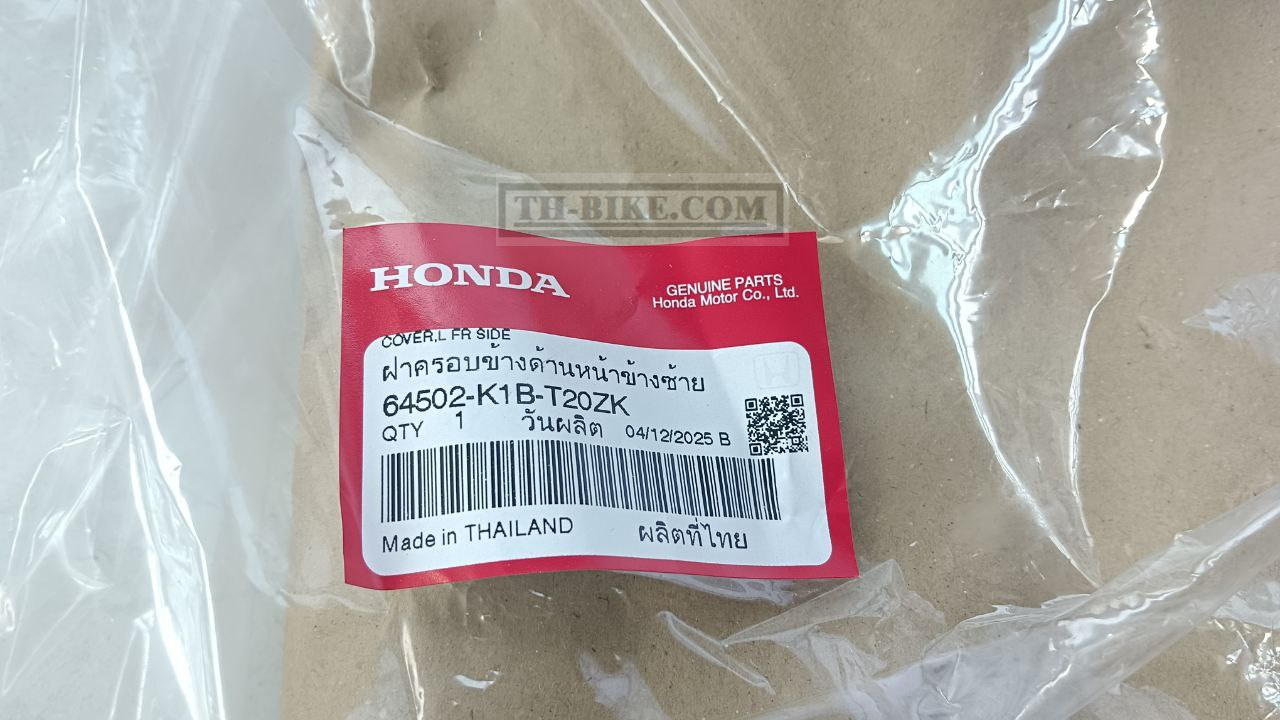 TH-BIKE.COM
HONDA
GENUINE PARTS
Honda Motor Co., Ltd.
COVER,L FR SIDE
ฝาครอบข้างด้านหน้าข้างซ้าย
64502-K1B-T20ZK
QTY 1 วันผลิต 04/12/2025 B
Made in THAILAND ผลิตที่ไทย